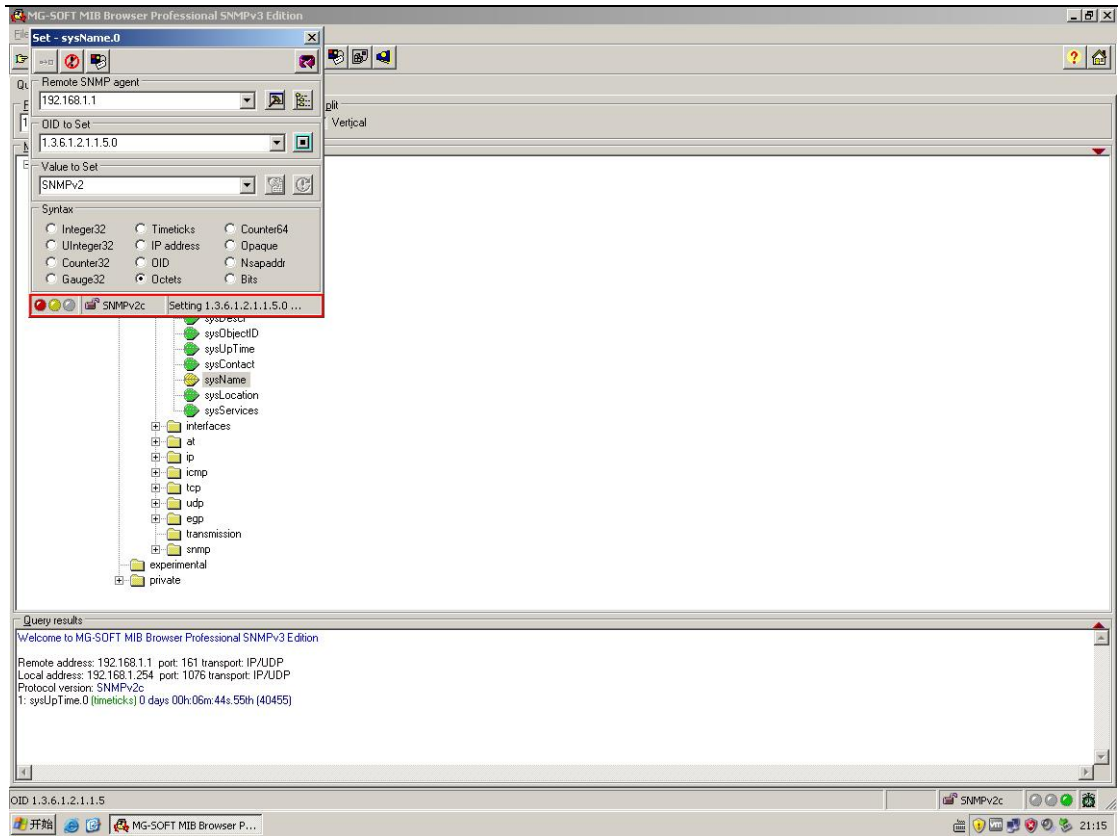 MG-SOFT MIB Browser Professional SNMPv3 Edition
Set - sysName.0
Remote SNMP agent
192.168.1.1
OID to Set
1.3.6.1.2.1.1.5.0
Value to Set
SNMPv2
Syntax
Integer32 Timeticks Counter64
UInteger32 IP address Opaque
Counter32 OID Nsapaddr
Gauge32 Octets Bits
SNMPv2c Setting 1.3.6.1.2.1.1.5.0 ...
plit
Vertical
sysDescr
sysObjectID
sysUpTime
sysContact
sysName
sysLocation
sysServices
interfaces
at
ip
icmp
tcp
udp
egp
transmission
snmp
experimental
private
Query results
Welcome to MG-SOFT MIB Browser Professional SNMPv3 Edition
Remote address: 192.168.1.1 port: 161 transport: IP/UDP
Local address: 192.168.1.254 port: 1076 transport: IP/UDP
Protocol version: SNMPv2c
1: sysUpTime.0 (timeticks) 0 days 00h:06m:44s.55th (40455)
OID 1.3.6.1.2.1.1.5
SNMPv2c
开始 MG-SOFT MIB Browser P... 21:15